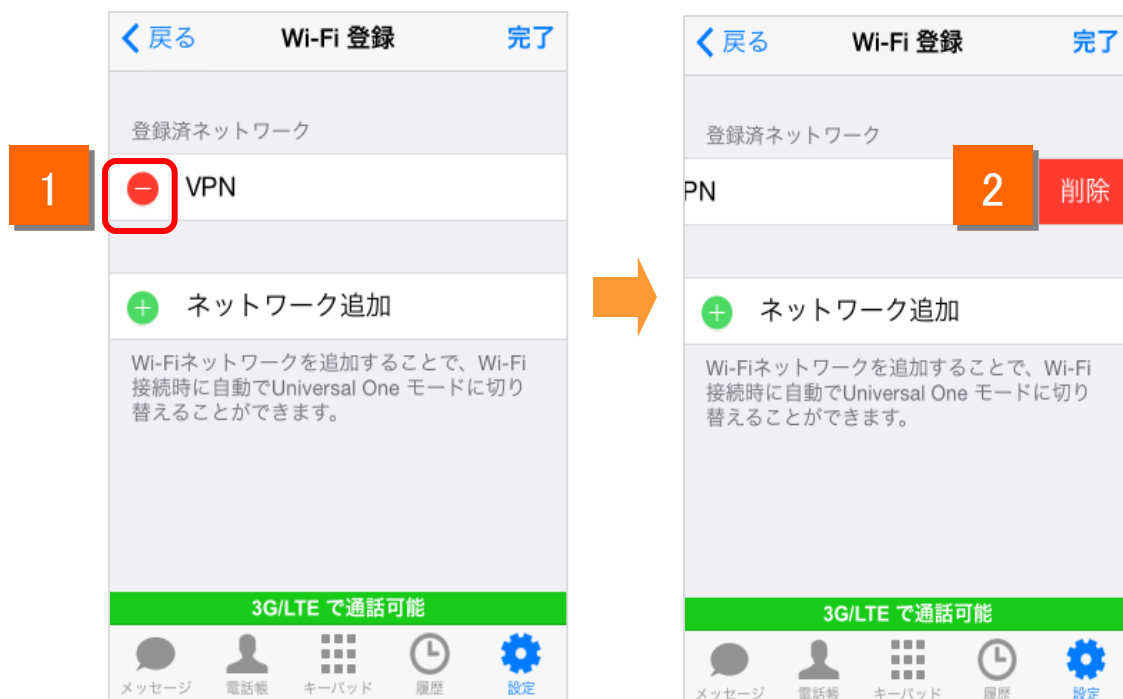 戻る Wi-Fi 登録 完了
登録済ネットワーク
1
VPN
ネットワーク追加
Wi-Fiネットワークを追加することで、Wi-Fi
接続時に自動でUniversal One モードに切り
替えることができます。
3G/LTE で通話可能
メッセージ 電話帳 キーパッド 履歴 設定
戻る Wi-Fi 登録 完了
登録済ネットワーク
PN
2
削除
ネットワーク追加
Wi-Fiネットワークを追加することで、Wi-Fi
接続時に自動でUniversal One モードに切り
替えることができます。
3G/LTE で通話可能
メッセージ 電話帳 キーパッド 履歴 設定